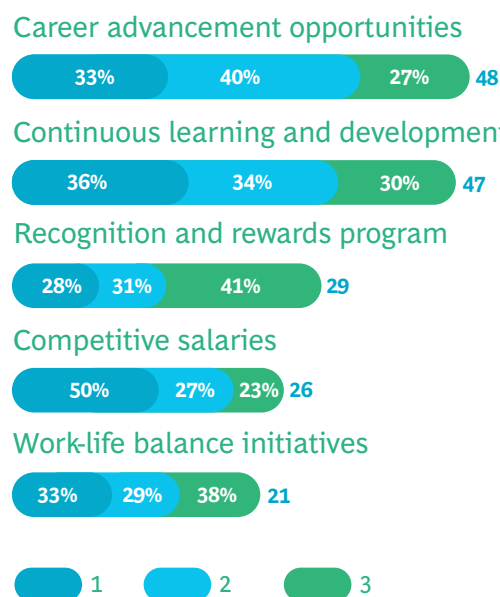 Career advancement opportunities
33% 40% 27% 48
Continuous learning and development
36% 34% 30% 47
Recognition and rewards program
28% 31% 41% 29
Competitive salaries
50% 27% 23% 26
Work-life balance initiatives
33% 29% 38% 21
1 2 3